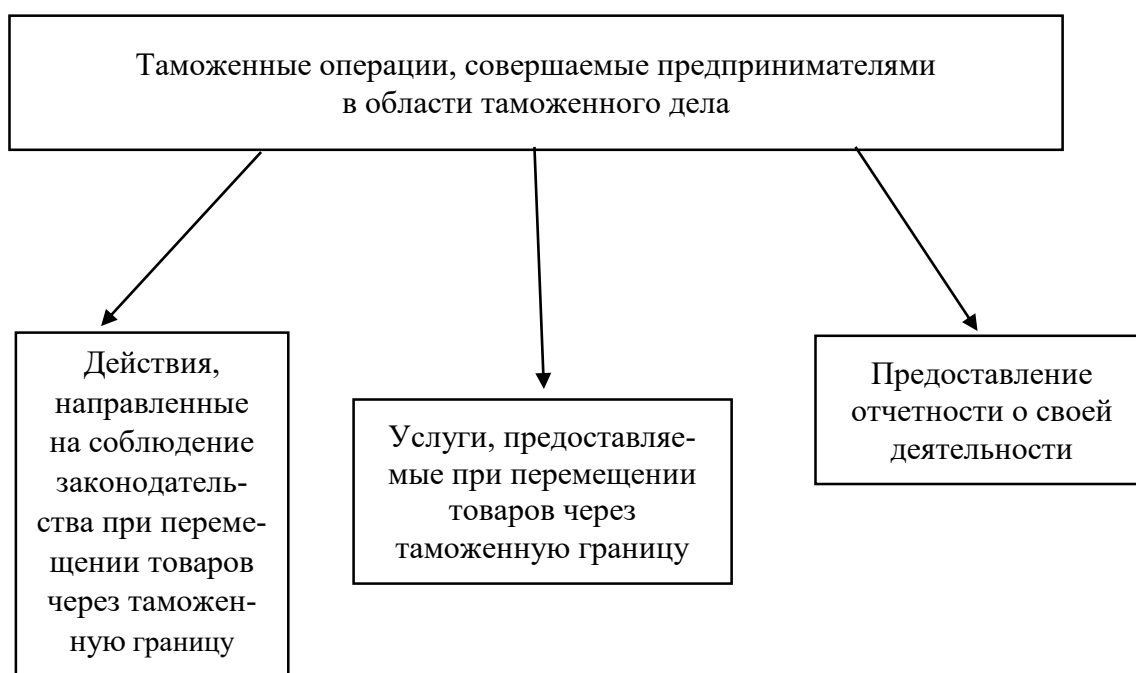 Таможенные операции, совершаемые предпринимателями
в области таможенного дела
Действия,
направленные
на соблюдение
законодатель-
ства при переме-
щении товаров
через таможен-
ную границу
Услуги, предоставляе-
мые при перемещении
товаров через
таможенную границу
Предоставление
отчетности о своей
деятельности